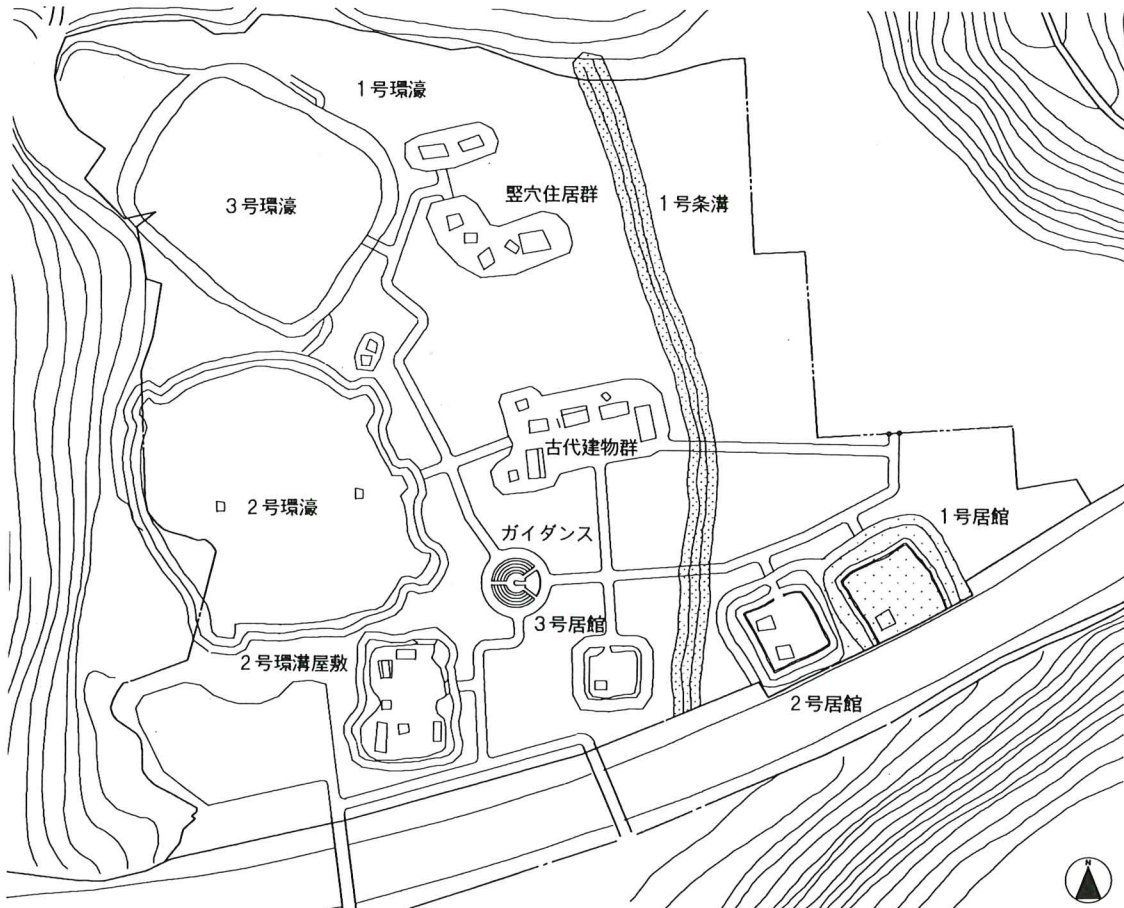 1号環濠
3号環濠
竪穴住居群
1号条溝
古代建物群
2号環濠
ガイダンス
1号居館
3号居館
2号環溝屋敷
2号居館
N